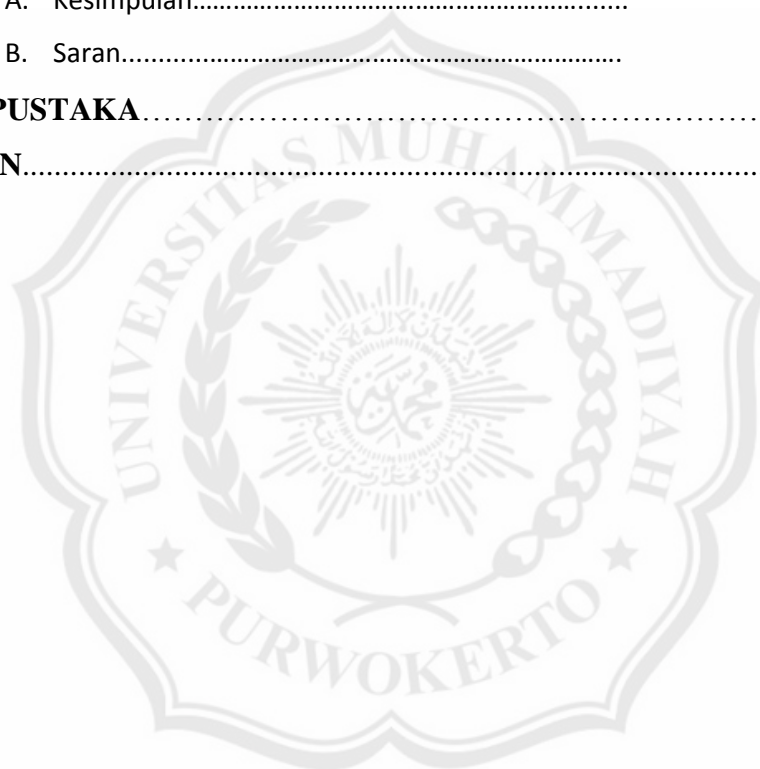 A. Kesimpulan...............................................................
B. Saran......................................................................
PUSTAKA..............................................................
N............................................................................................
UNIVERSITAS MUHAMMADIYAH
PURWOKERTO